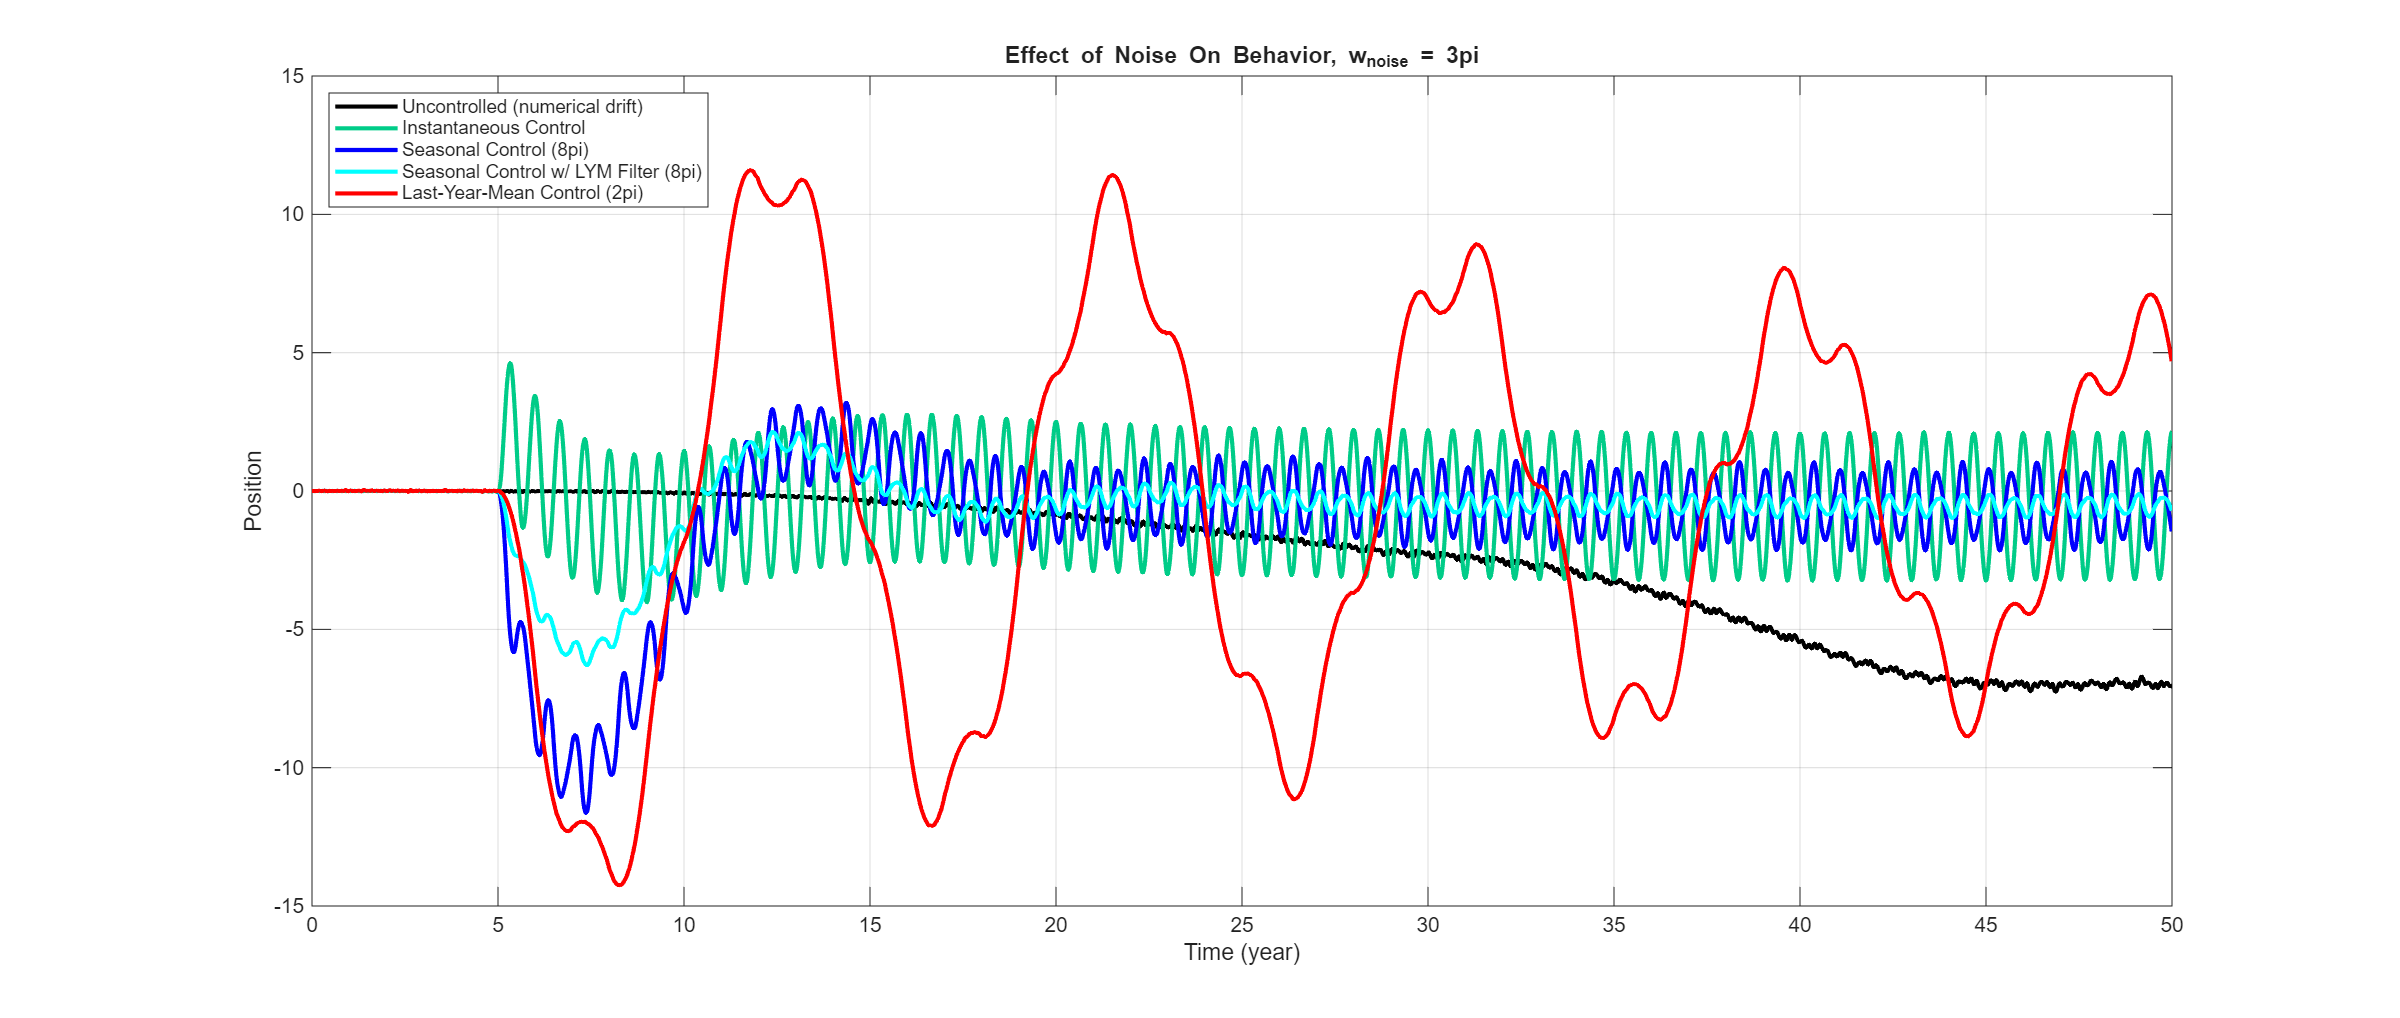 Effect of Noise On Behavior, wnoise = 3pi
15
10
5
0
-5
-10
-15
Position
Uncontrolled (numerical drift)
Instantaneous Control
Seasonal Control (8pi)
Seasonal Control w/ LYM Filter (8pi)
Last-Year-Mean Control (2pi)
0 5 10 15 20 25 30 35 40 45 50
Time (year)